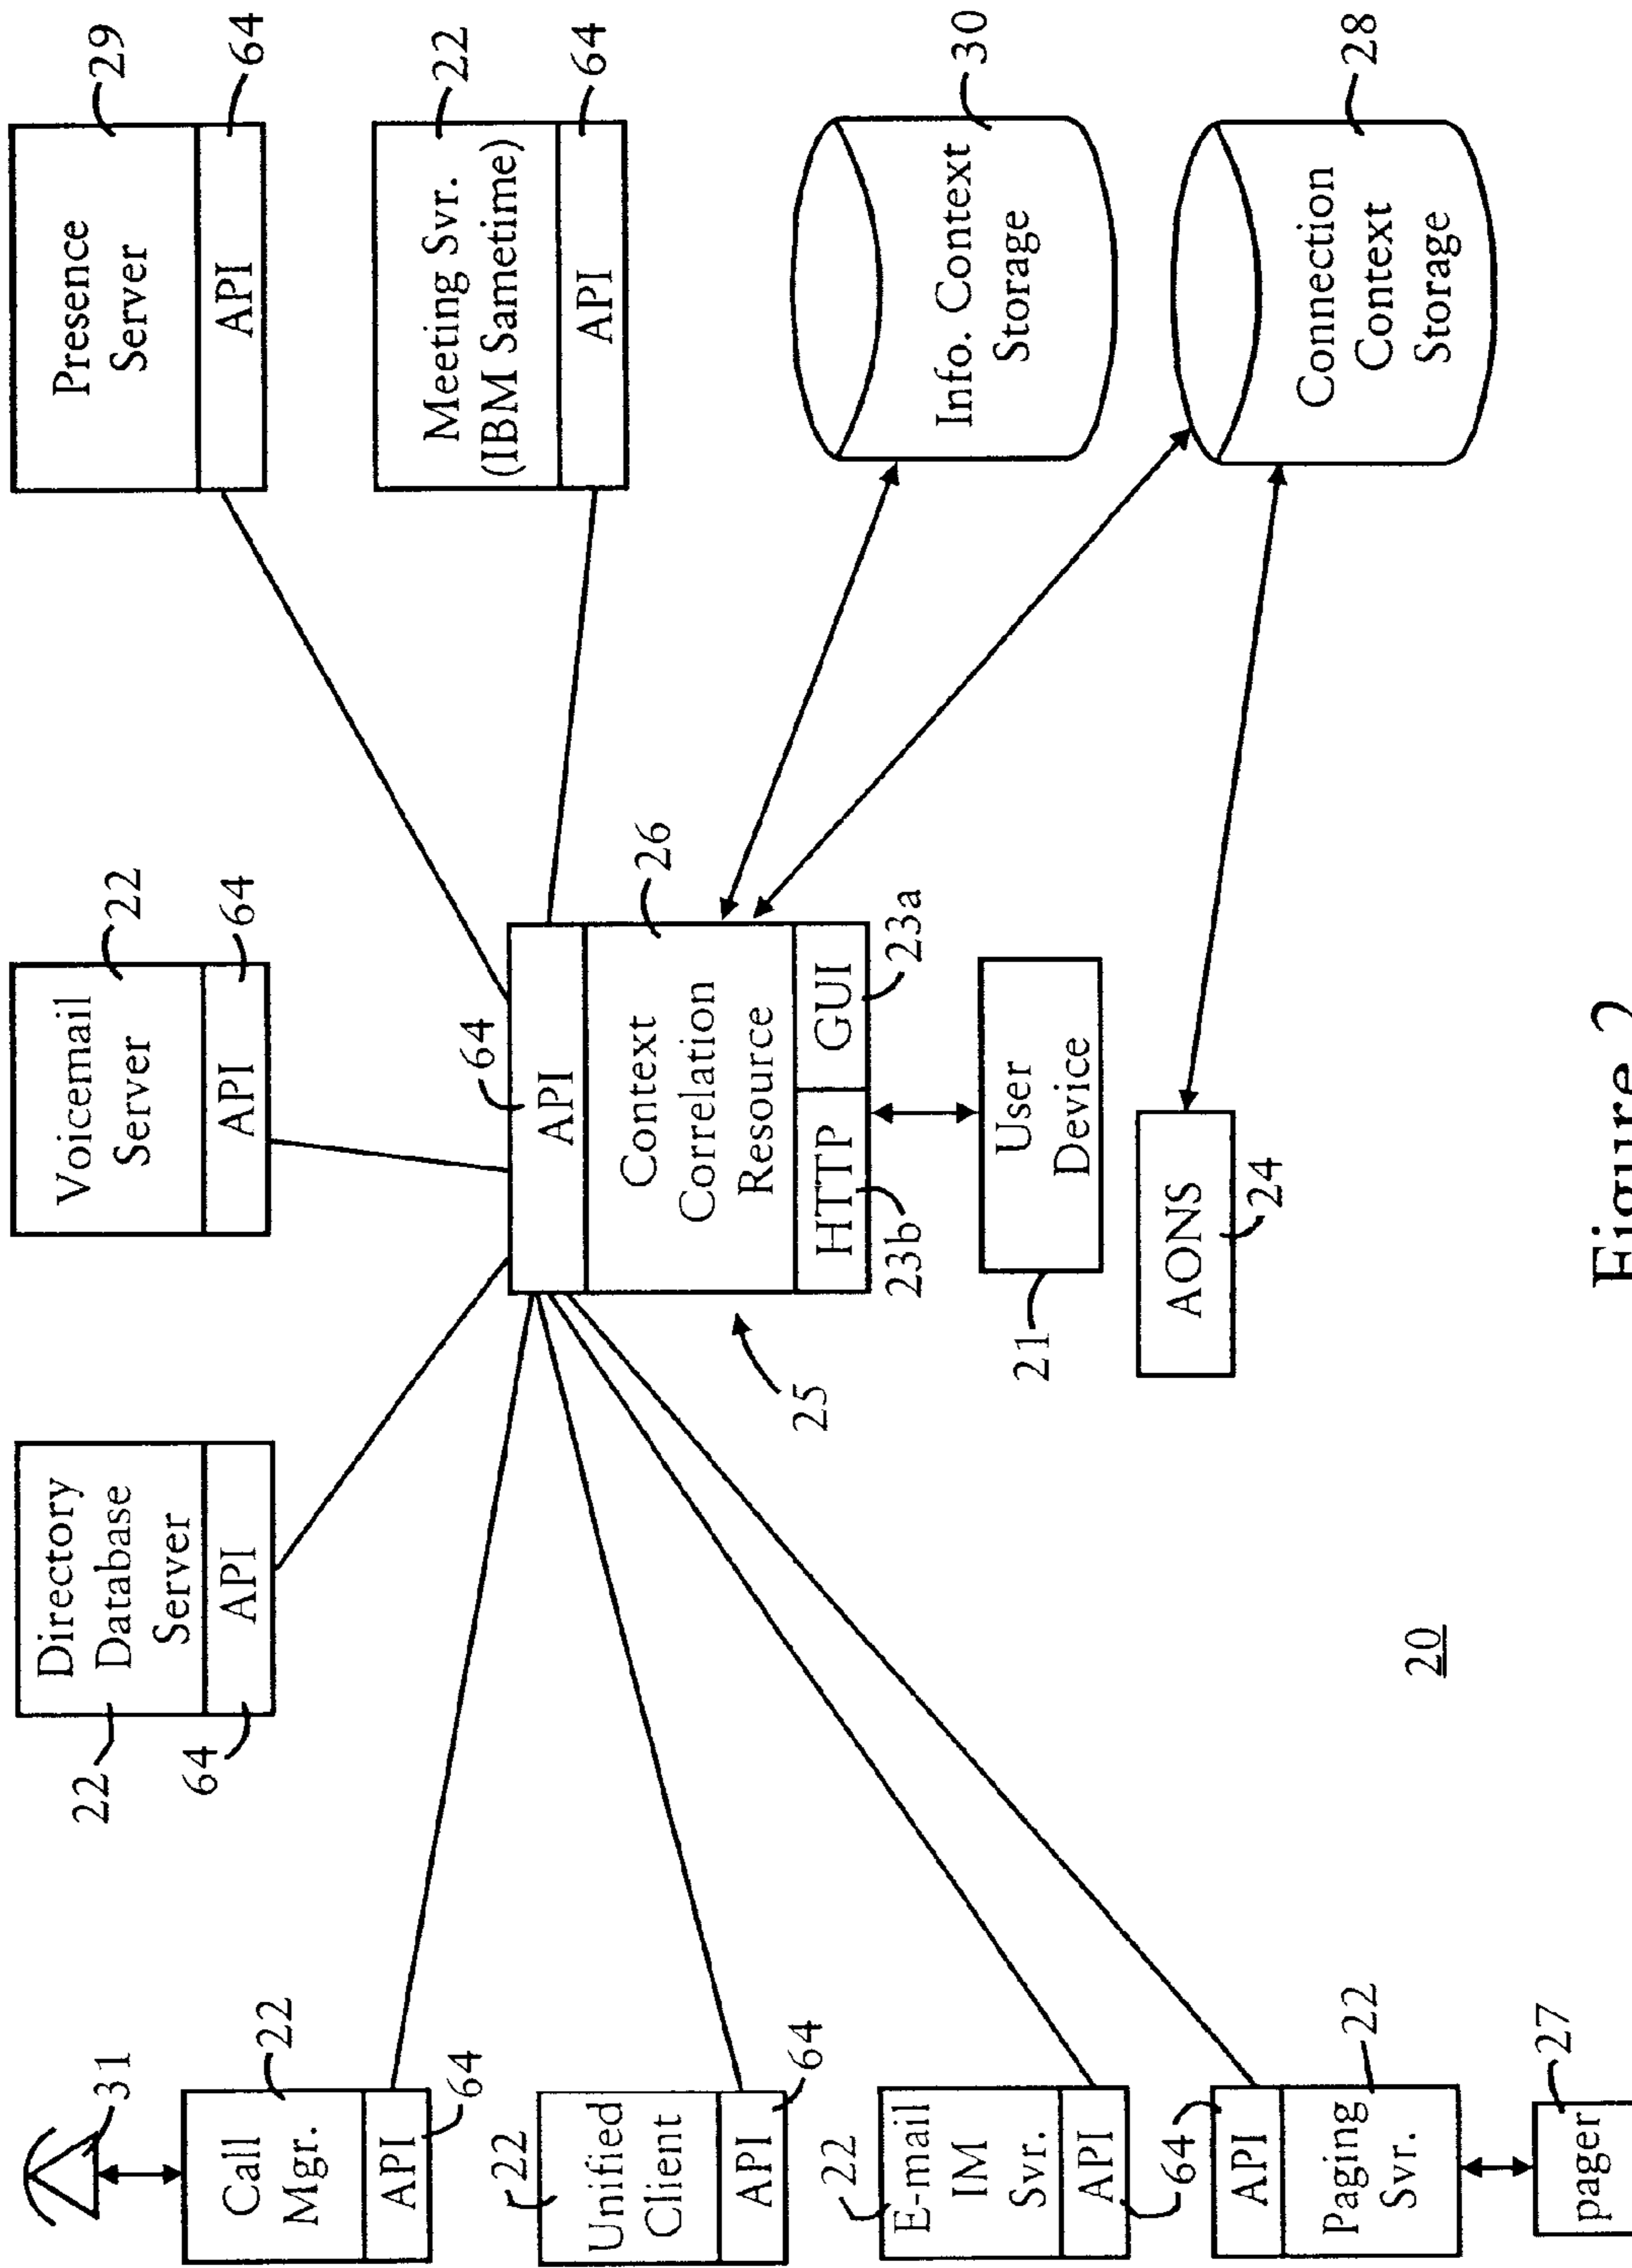 31
Call
Mgr.
22
API
64
22
Unified
Client
API
64
22
E-mail
IM
Svr.
API
64
API
Paging
Svr.
22
pager
27
Directory
Database
Server
22
API
64
Voicemail
Server
22
API
64
Presence
Server
29
API
64
Meeting Svr.
(IBM Sametime)
22
API
64
64
API
Context
Correlation
Resource
26
HTTP
GUI
23b
23a
25
User
Device
21
AONS
24
Info. Context
Storage
30
Connection
Context
Storage
28
20
Figure 2